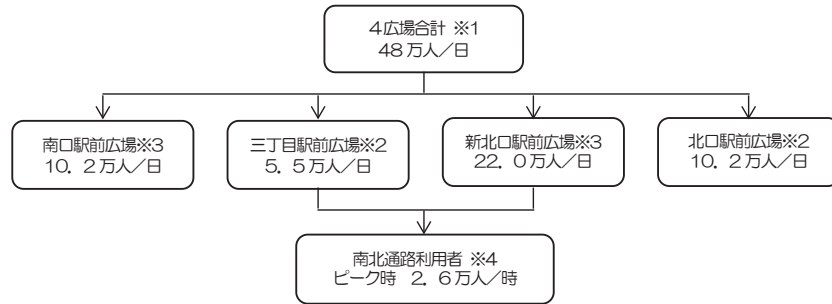 4広場合計 ※1
48万人／日
南口駅前広場※3
10．2万人／日
三丁目駅前広場※2
5．5万人／日
新北口駅前広場※3
22．0万人／日
北口駅前広場※2
10．2万人／日
南北通路利用者 ※4
ピーク時 2．6万人／時